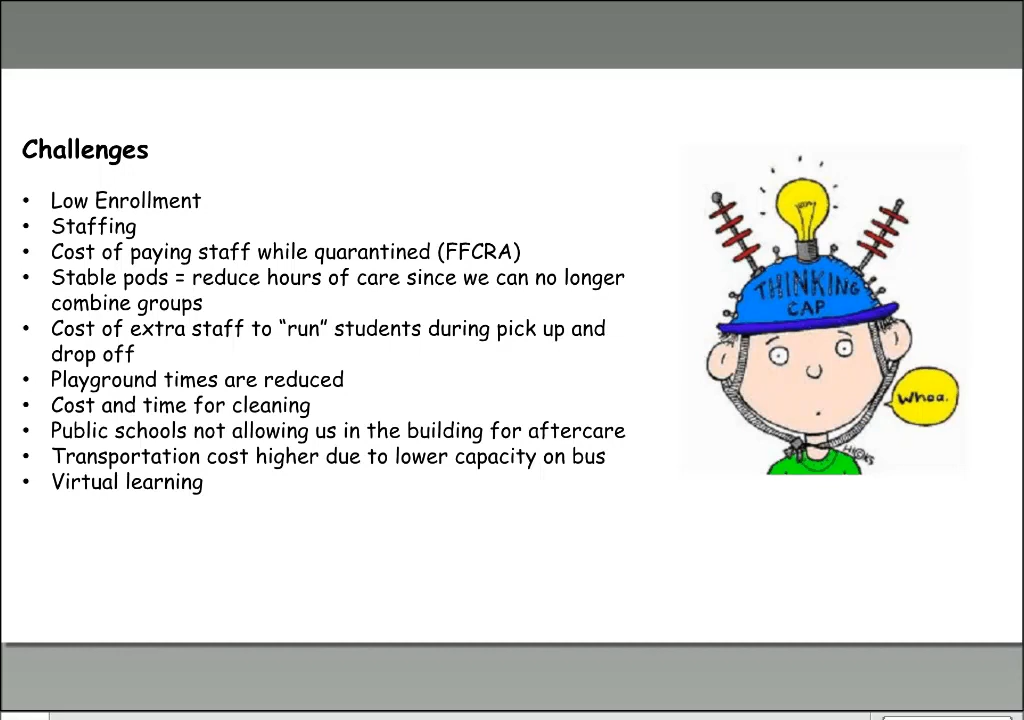 Challenges
• Low Enrollment
• Staffing
• Cost of paying staff while quarantined (FFCRA)
• Stable pods = reduce hours of care since we can no longer
combine groups
• Cost of extra staff to “run” students during pick up and
drop off
• Playground times are reduced
• Cost and time for cleaning
• Public schools not allowing us in the building for aftercare
• Transportation cost higher due to lower capacity on bus
• Virtual learning
THINKING
CAP
Whoa.